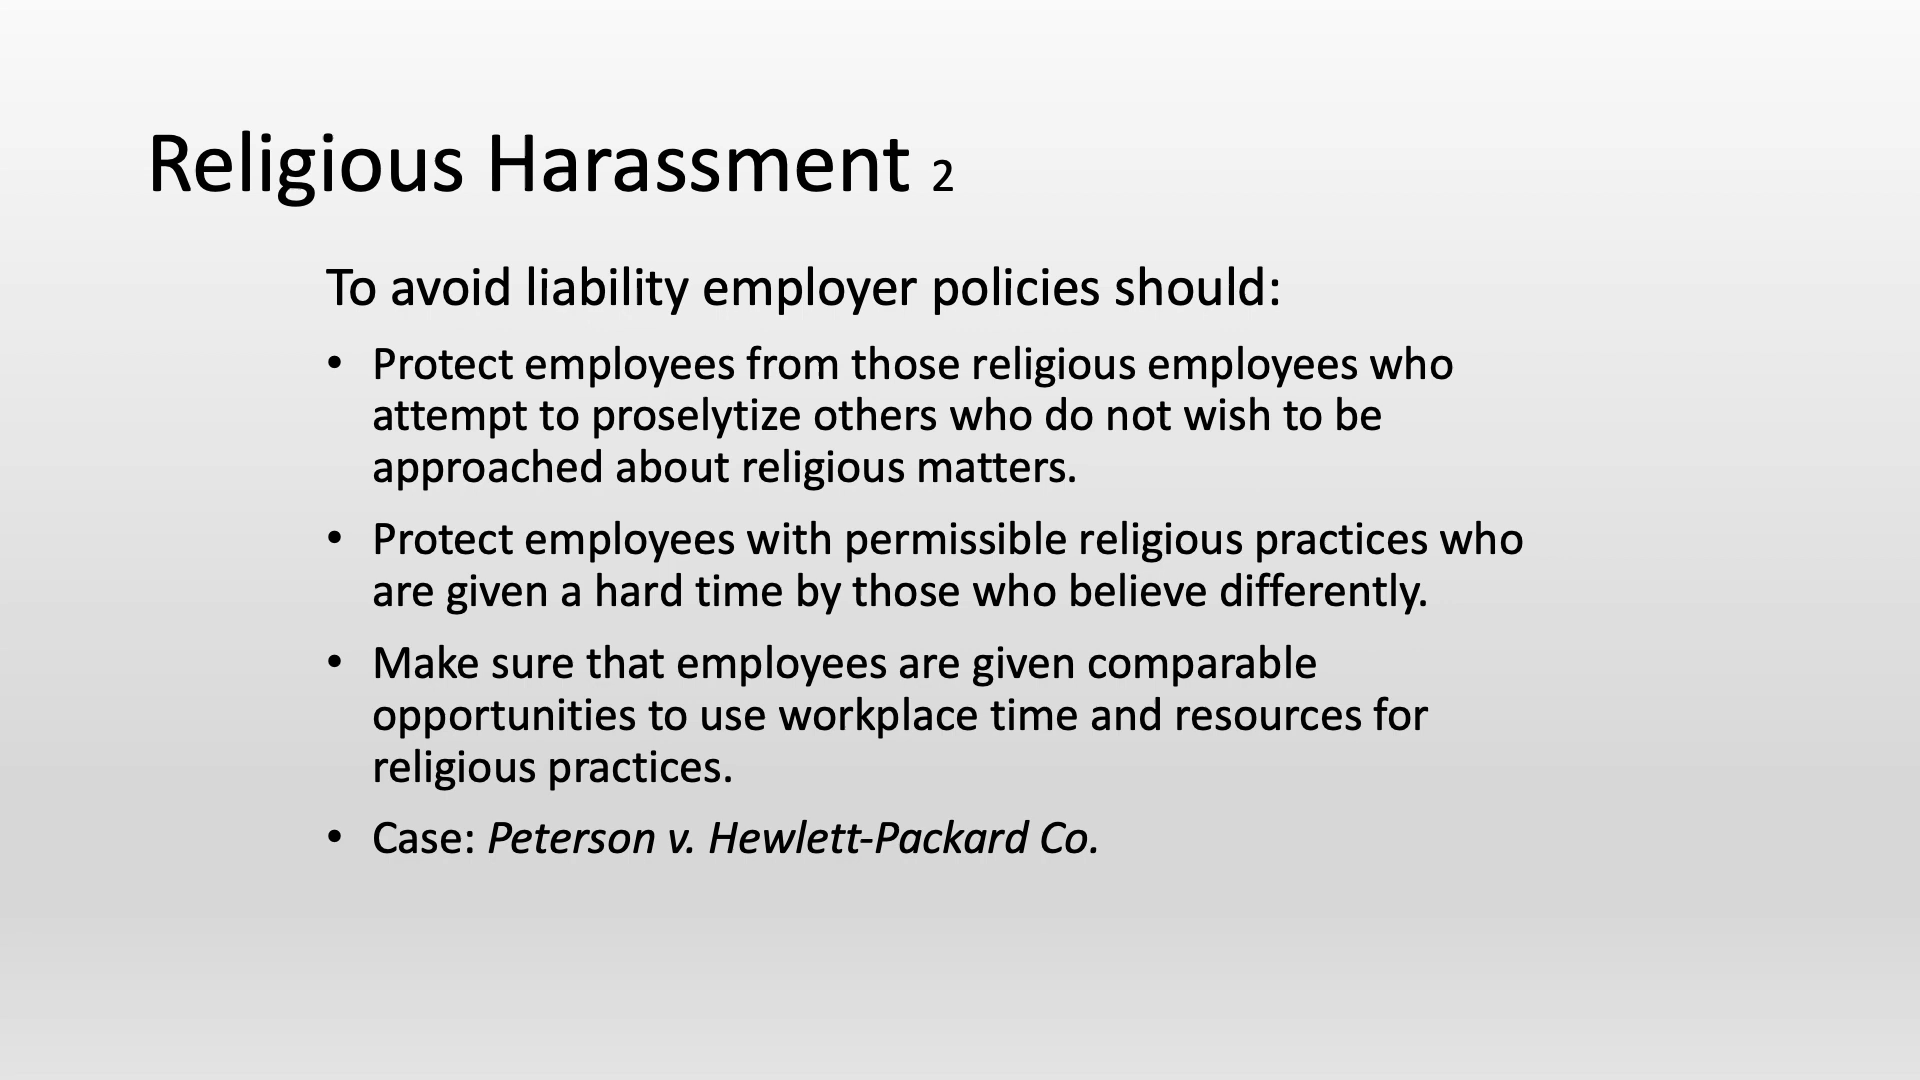 Religious Harassment 2
To avoid liability employer policies should:
• Protect employees from those religious employees who
attempt to proselytize others who do not wish to be
approached about religious matters.
• Protect employees with permissible religious practices who
are given a hard time by those who believe differently.
• Make sure that employees are given comparable
opportunities to use workplace time and resources for
religious practices.
• Case: Peterson v. Hewlett-Packard Co.